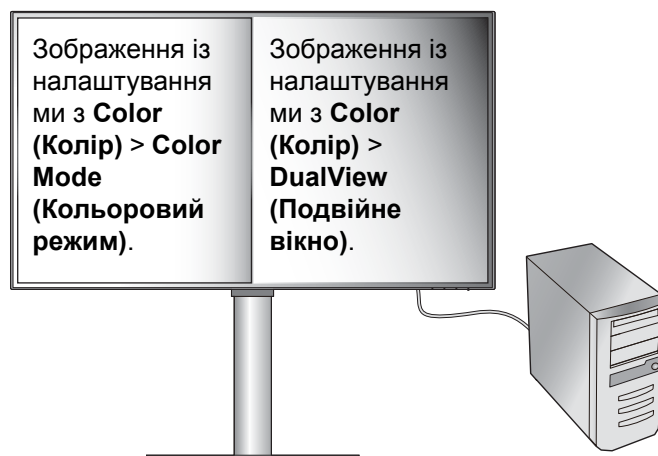 Зображення із
налаштування
ми з Color
(Колір) > Color
Mode
(Кольоровий
режим).
Зображення із
налаштування
ми з Color
(Колір) >
DualView
(Подвійне
вікно).